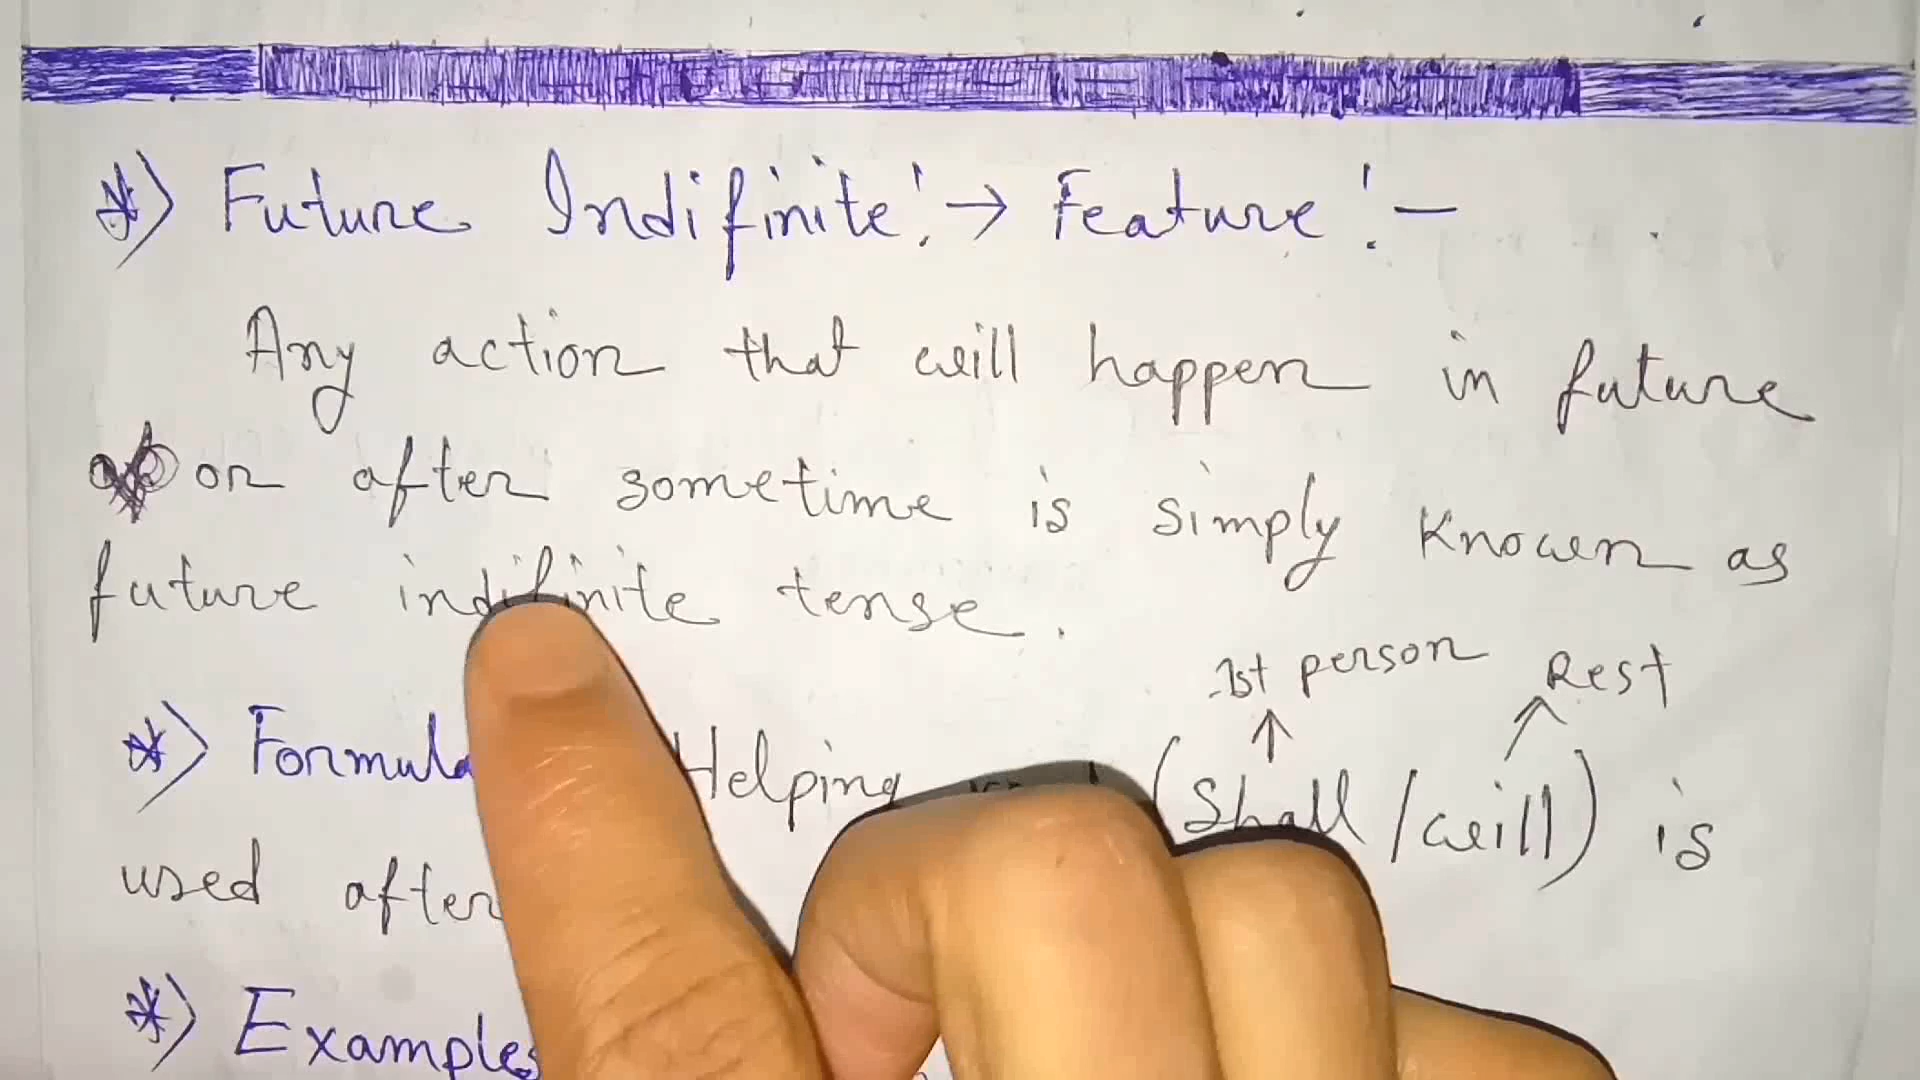 *) Future Indifinite:→ Feature:-
Any action that will happen in future
or after sometime is simply known as
future indifinite tense.
1st person Rest
*) Formula Helping (Shall/will) is
used after
*) Examples